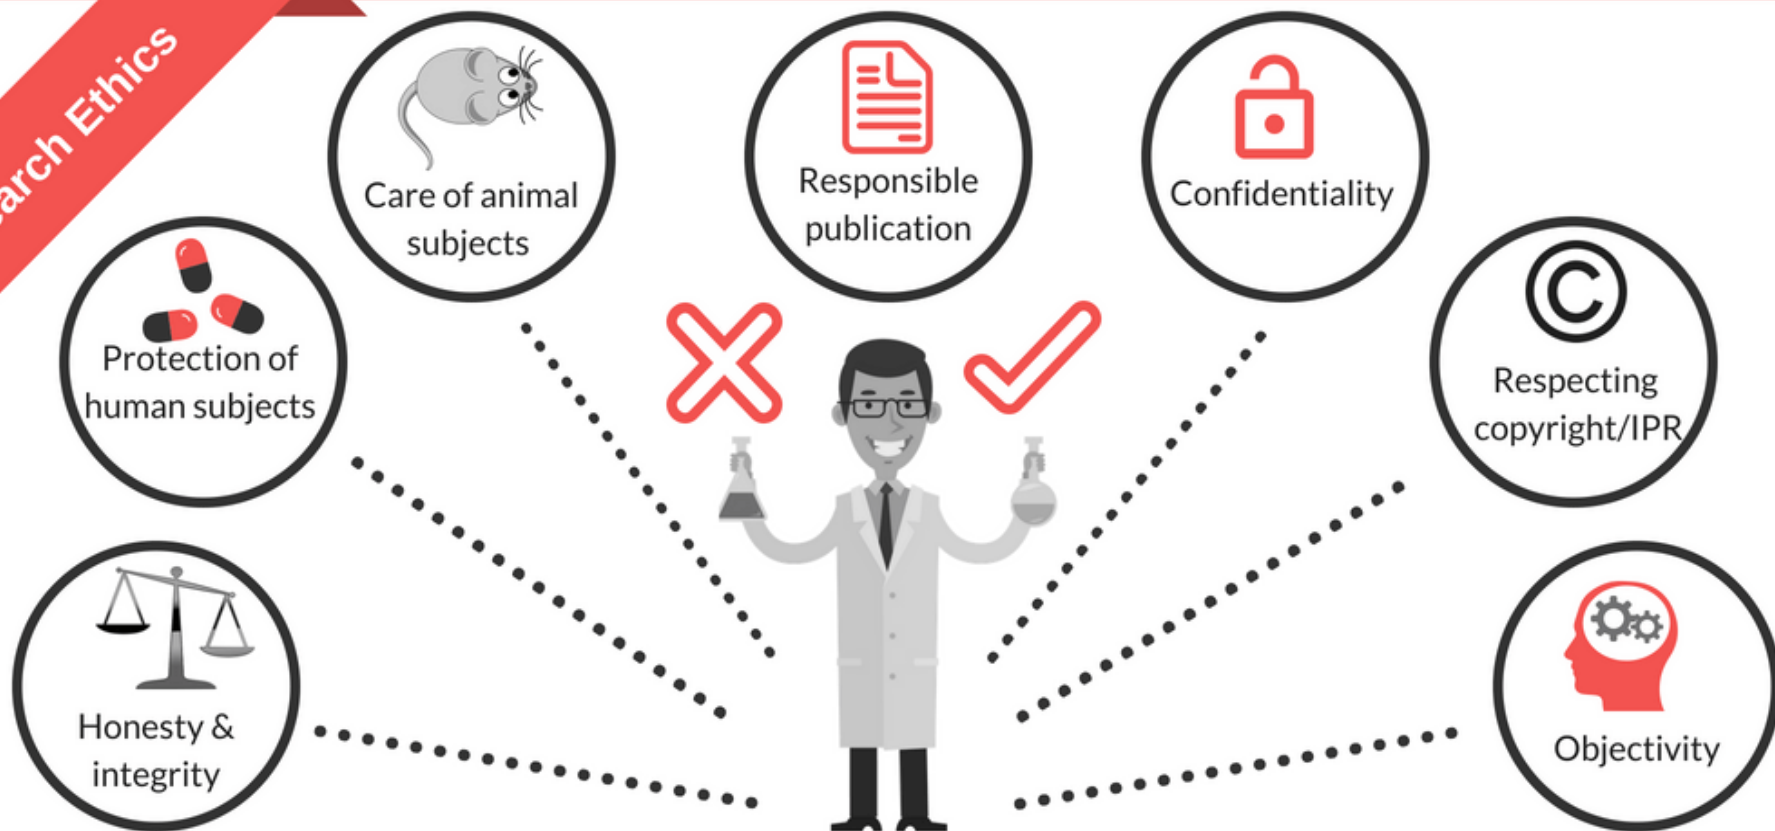 arch Ethics
Care of animal
subjects
Responsible
publication
Confidentiality
Protection of
human subjects
Respecting
copyright/IPR
Honesty &
integrity
Objectivity